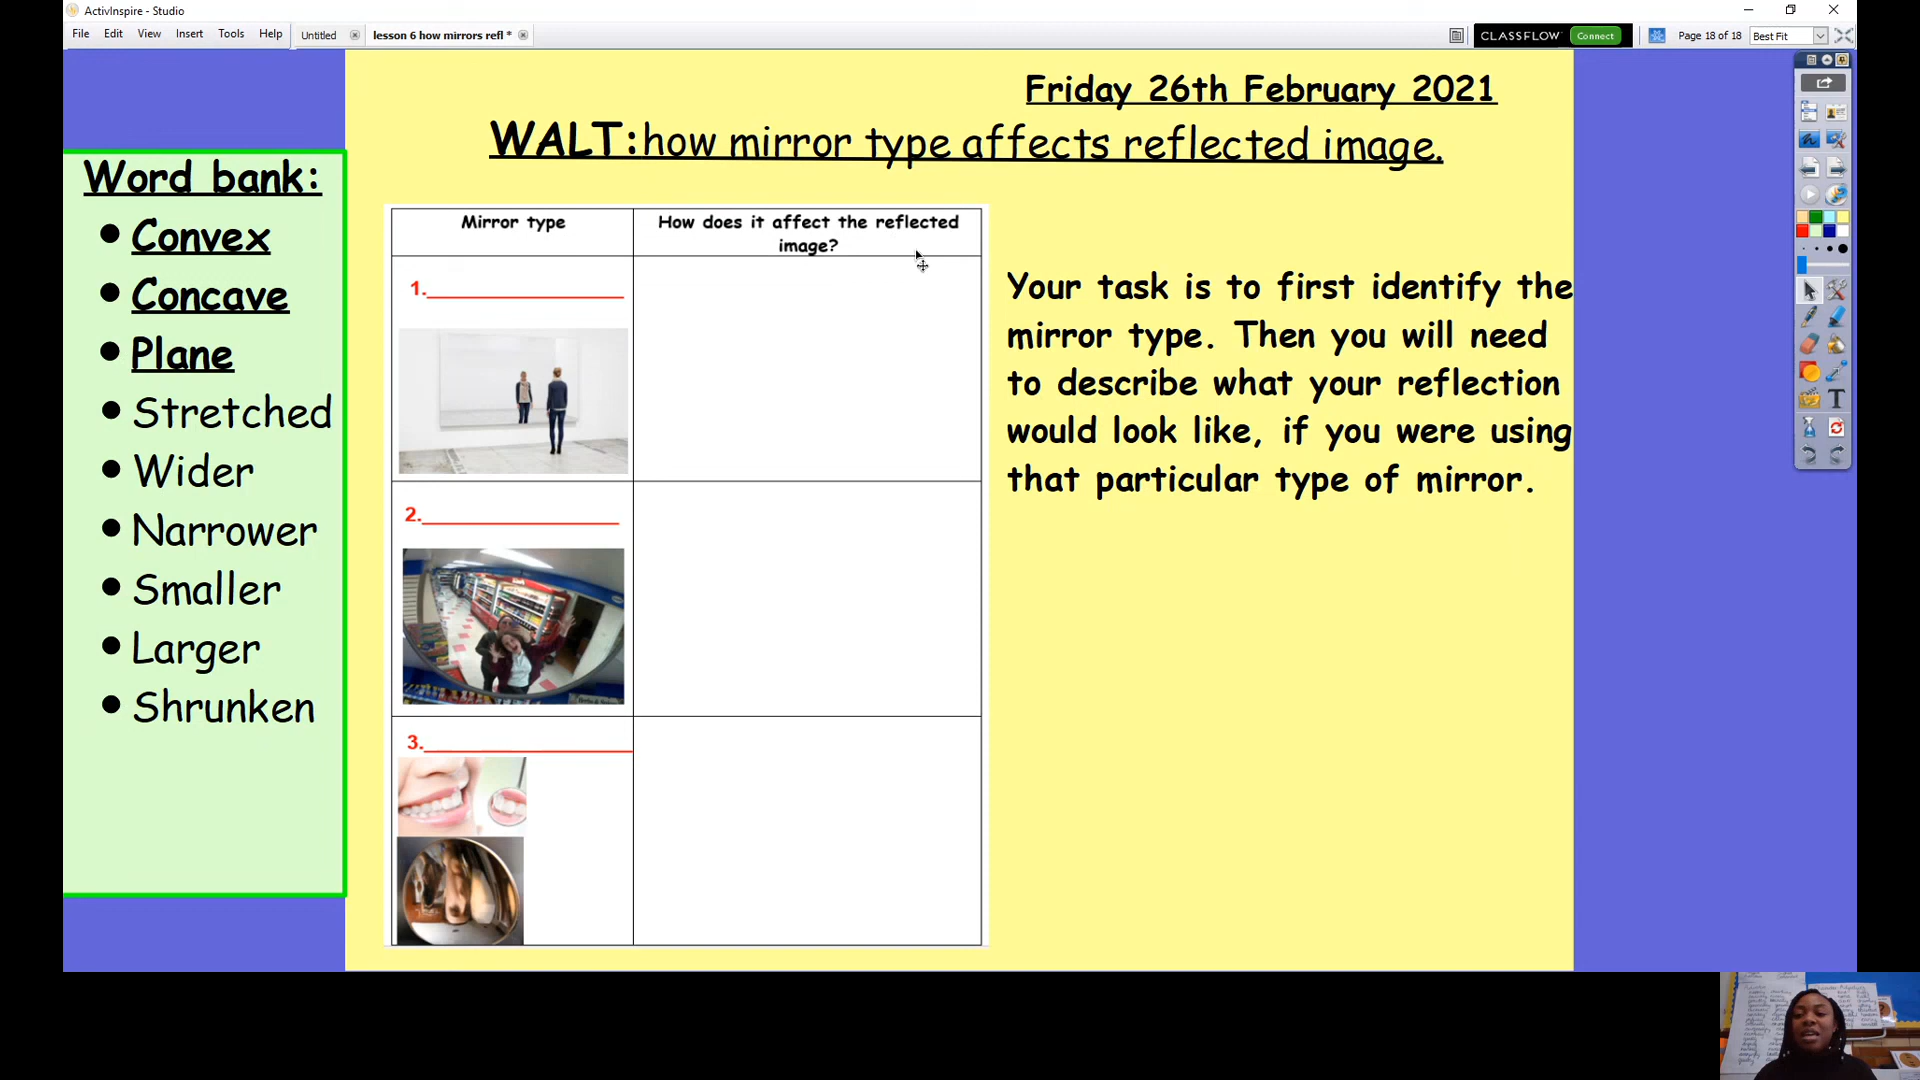 ActivInspire - Studio
File Edit View Insert Tools Help
Untitled
lesson 6 how mirrors refl *
CLASSFLOW Connect
Page 18 of 18
Best Fit
Friday 26th February 2021
WALT:how mirror type affects reflected image.
Word bank:
Convex
Concave
Plane
Stretched
Wider
Narrower
Smaller
Larger
Shrunken
Mirror type
How does it affect the reflected
image?
1.
2.
3.
Your task is to first identify the
mirror type. Then you will need
to describe what your reflection
would look like, if you were using
that particular type of mirror.